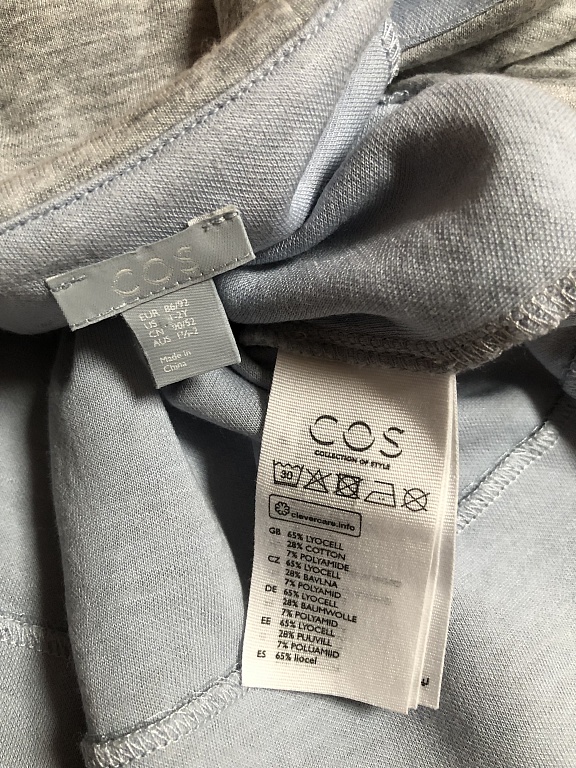 COS
EUR 86/92
US 1-2Y
CN 90/52
AUS 1½-2
Made in
China
COS
COLLECTION OF STYLE
30
clevercare.info
GB 65% LYOCELL
28% COTTON
7% POLYAMIDE
CZ 65% LYOCELL
28% BAVLNA
7% POLYAMID
DE 65% LYOCELL
28% BAUMWOLLE
7% POLYAMID
EE 65% LYOCELL
28% PUUVILL
7% POLÜAMIID
ES 65% liocel